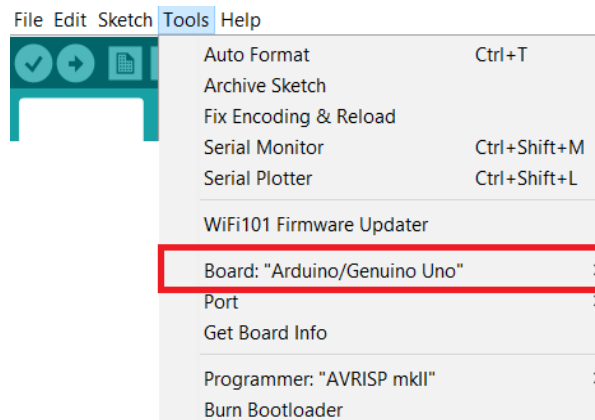 File Edit Sketch Tools Help
Auto Format Ctrl+T
Archive Sketch
Fix Encoding & Reload
Serial Monitor Ctrl+Shift+M
Serial Plotter Ctrl+Shift+L
WiFi101 Firmware Updater
Board: "Arduino/Genuino Uno"
Port
Get Board Info
Programmer: "AVRISP mkII"
Burn Bootloader